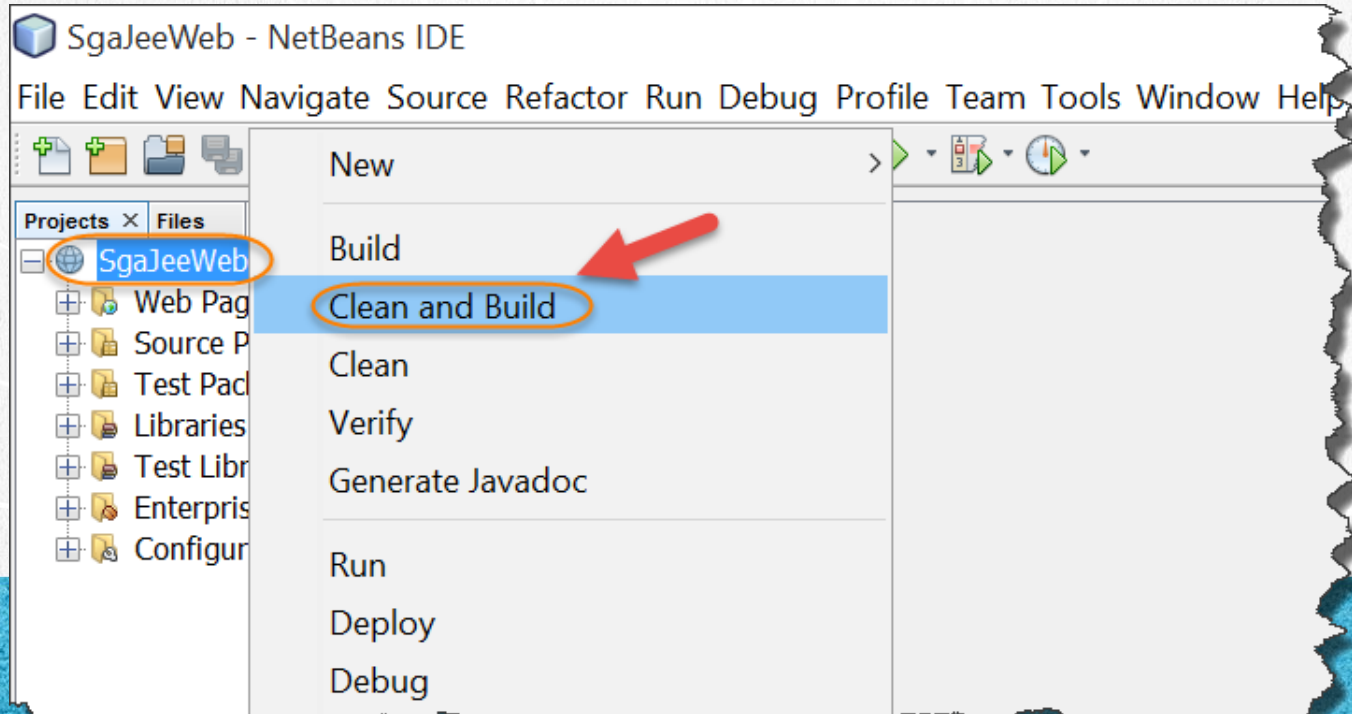 SgaJeeWeb - NetBeans IDE
File Edit View Navigate Source Refactor Run Debug Profile Team Tools Window Help
Projects × Files
SgaJeeWeb
Web Pag
Source P
Test Pac
Libraries
Test Libr
Enterpris
Configur
New
Build
Clean and Build
Clean
Verify
Generate Javadoc
Run
Deploy
Debug